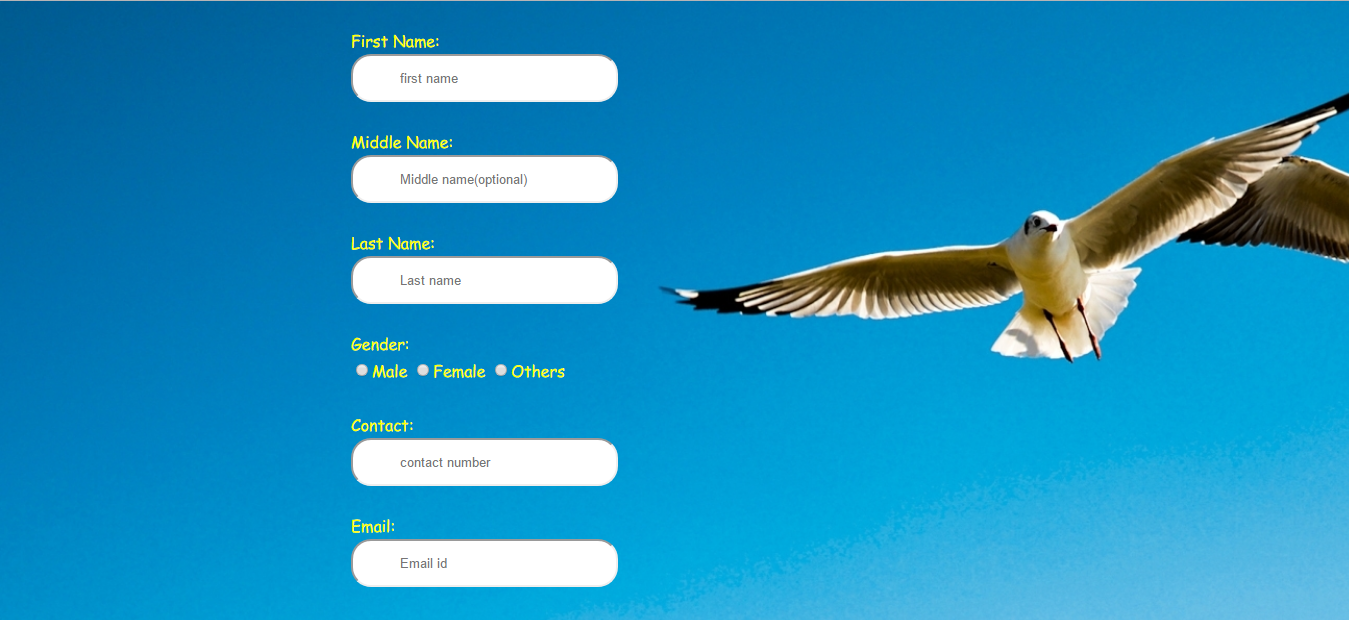 First Name:
first name
Middle Name:
Middle name(optional)
Last Name:
Last name
Gender:
Male Female Others
Contact:
contact number
Email:
Email id